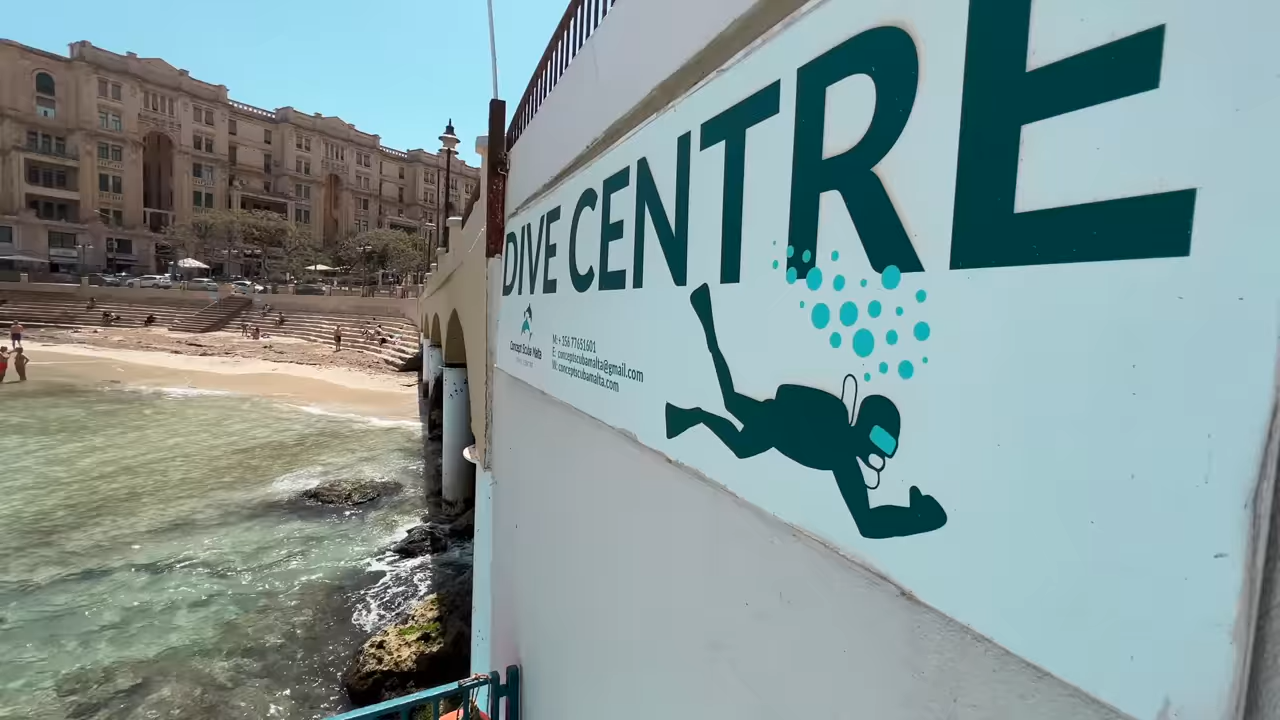 DIVE CENTRE
Concept Scuba Malta
M: + 356 77651601
E: conceptscubamalta@gmail.com
W: conceptscubamalta.com